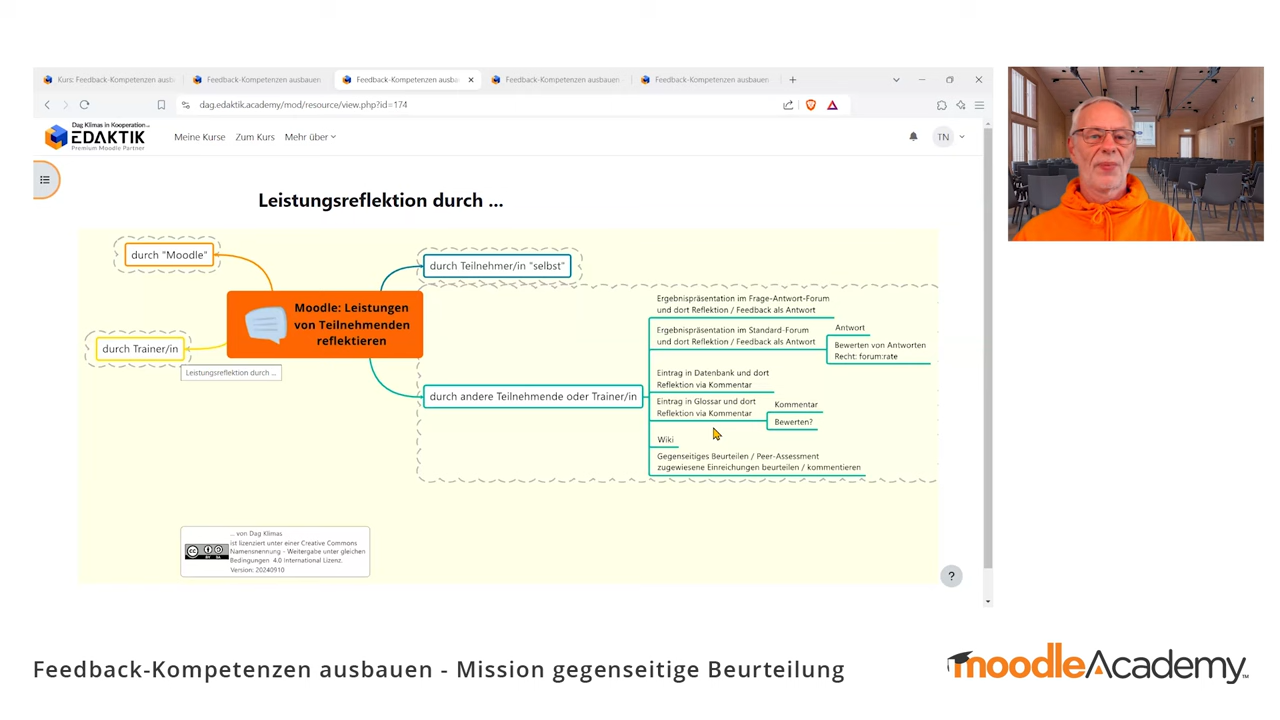 Kurs: Feedback-Kompetenzen ausb
Feedback-Kompetenzen ausbauen
Feedback-Kompetenzen ausba
Feedback-Kompetenzen ausbauen
Feedback-Kompetenzen ausbauen
dag.edaktik.academy/mod/resource/view.php?id=174
Dag Klimas in Kooperation...
EDAKTIK
Premium Moodle Partner
Meine Kurse Zum Kurs Mehr über
TN
Leistungsreflektion durch ...
durch "Moodle"
durch Teilnehmer/in "selbst"
Moodle: Leistungen
von Teilnehmenden
reflektieren
durch Trainer/in
Leistungsreflektion durch ...
durch andere Teilnehmende oder Trainer/in
Ergebnispräsentation im Frage-Antwort-Forum
und dort Reflektion / Feedback als Antwort
Ergebnispräsentation im Standard-Forum
und dort Reflektion / Feedback als Antwort
Antwort
Bewerten von Antworten
Recht: forum:rate
Eintrag in Datenbank und dort
Reflektion via Kommentar
Eintrag in Glossar und dort
Reflektion via Kommentar
Kommentar
Bewerten?
Wiki
Gegenseitiges Beurteilen / Peer-Assessment
zugewiesene Einreichungen beurteilen / kommentieren
... von Dag Klimas
ist lizenziert unter einer Creative Commons
Namensnennung - Weitergabe unter gleichen
Bedingungen 4.0 International Lizenz.
Version: 20240910
cc
BY SA
?
Feedback-Kompetenzen ausbauen - Mission gegenseitige Beurteilung
moodleAcademy™